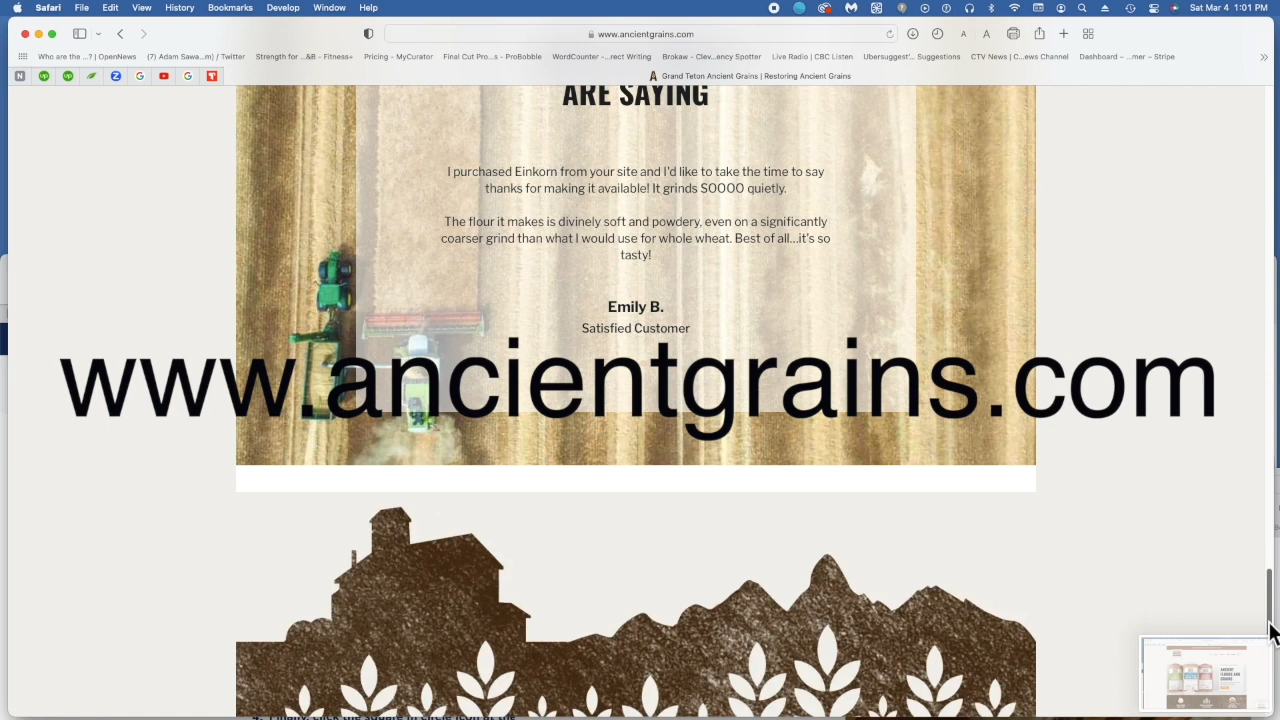 Safari File Edit View History Bookmarks Develop Window Help
Sat Mar 4 1:01 PM
www.ancientgrains.com
Who are the ...? | OpenNews
(7) Adam Sawa...m) / Twitter
Strength for ...&B - Fitness+
Pricing - MyCurator
Final Cut Pro...s - ProBobble
WordCounter -...rect Writing
Brokaw - Clev...ency Spotter
Live Radio | CBC Listen
Ubersuggest'... Suggestions
CTV News | C...ews Channel
Dashboard – ...mer – Stripe
Grand Teton Ancient Grains | Restoring Ancient Grains
ARE SAYING
I purchased Einkorn from your site and I'd like to take the time to say
thanks for making it available! It grinds SOOOO quietly.
The flour it makes is divinely soft and powdery, even on a significantly
coarser grind than what I would use for whole wheat. Best of all...it's so
tasty!
Emily B.
Satisfied Customer
www.ancientgrains.com
ANCIENT
FLOURS AND
GRAINS